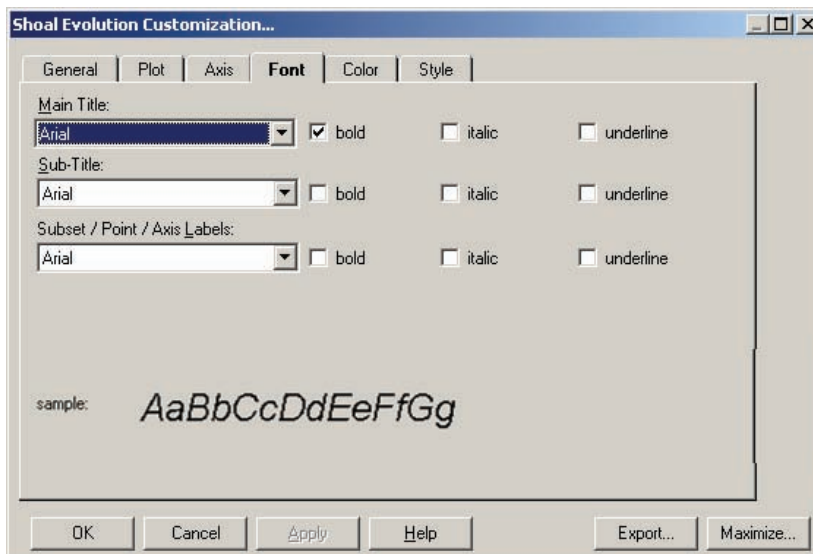 Shoal Evolution Customization...
General Plot Axis Font Color Style
Main Title:
Arial bold italic underline
Sub-Title:
Arial bold italic underline
Subset / Point / Axis Labels:
Arial bold italic underline
sample: AaBbCcDdEeFfGg
OK Cancel Apply Help Export... Maximize...